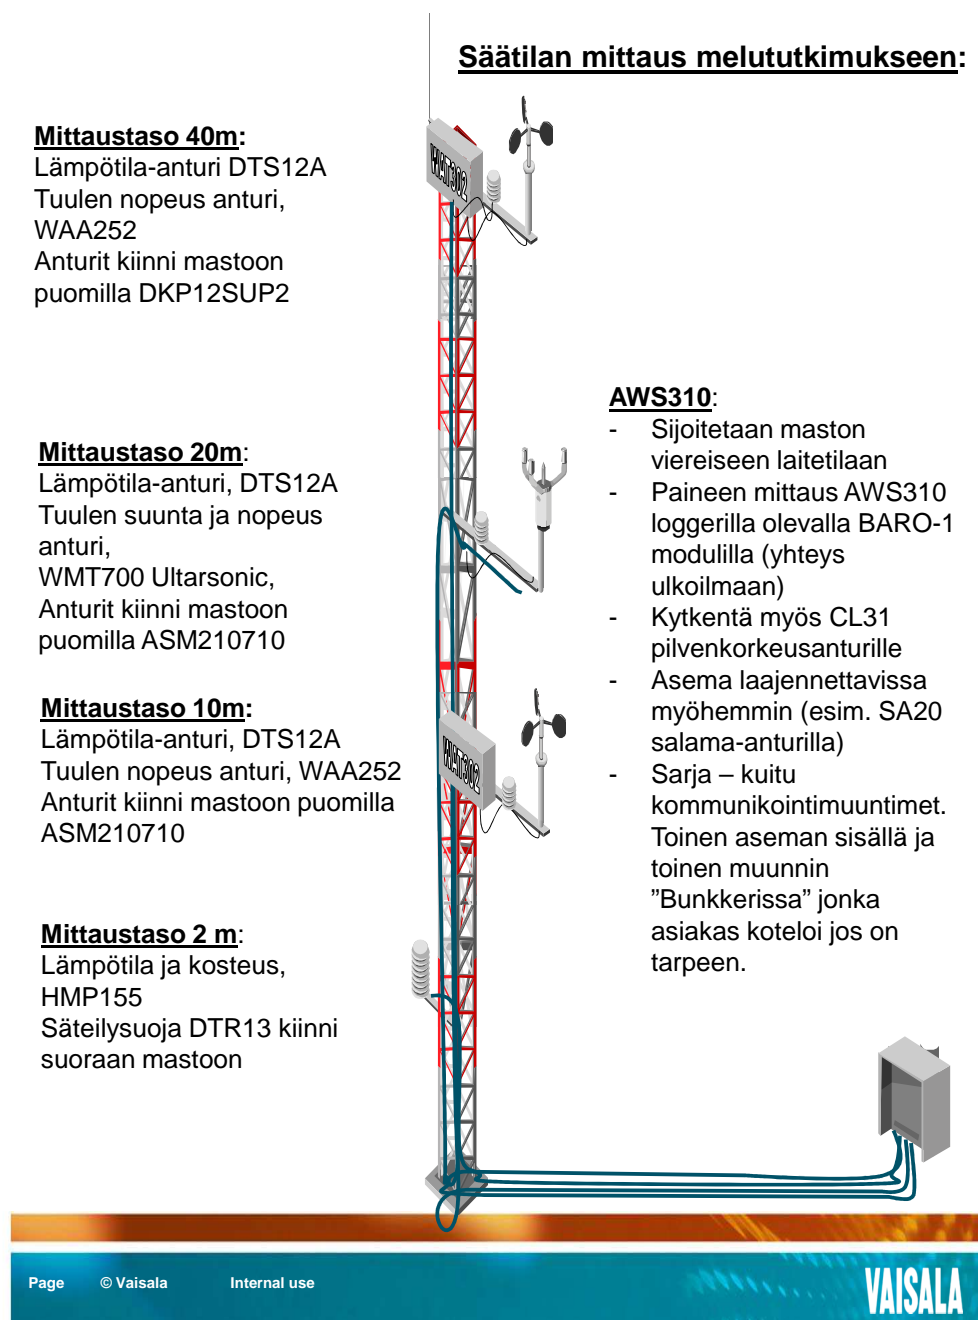 Säätilan mittaus melututkimukseen:
Mittaustaso 40m:
Lämpötila-anturi DTS12A
Tuulen nopeus anturi,
WAA252
Anturit kiinni mastoon
puomilla DKP12SUP2
WAT302
Mittaustaso 20m:
Lämpötila-anturi, DTS12A
Tuulen suunta ja nopeus
anturi,
WMT700 Ultarsonic,
Anturit kiinni mastoon
puomilla ASM210710
Mittaustaso 10m:
Lämpötila-anturi, DTS12A
Tuulen nopeus anturi, WAA252
Anturit kiinni mastoon puomilla
ASM210710
WAT302
Mittaustaso 2 m:
Lämpötila ja kosteus,
HMP155
Säteilysuoja DTR13 kiinni
suoraan mastoon
AWS310:
- Sijoitetaan maston
viereiseen laitetilaan
- Paineen mittaus AWS310
loggerilla olevalla BARO-1
modulilla (yhteys
ulkoilmaan)
- Kytkentä myös CL31
pilvenkorkeusanturille
- Asema laajennettavissa
myöhemmin (esim. SA20
salama-anturilla)
- Sarja – kuitu
kommunikointimuuntimet.
Toinen aseman sisällä ja
toinen muunnin
”Bunkkerissa” jonka
asiakas koteloi jos on
tarpeen.
Page © Vaisala Internal use
VAISALA